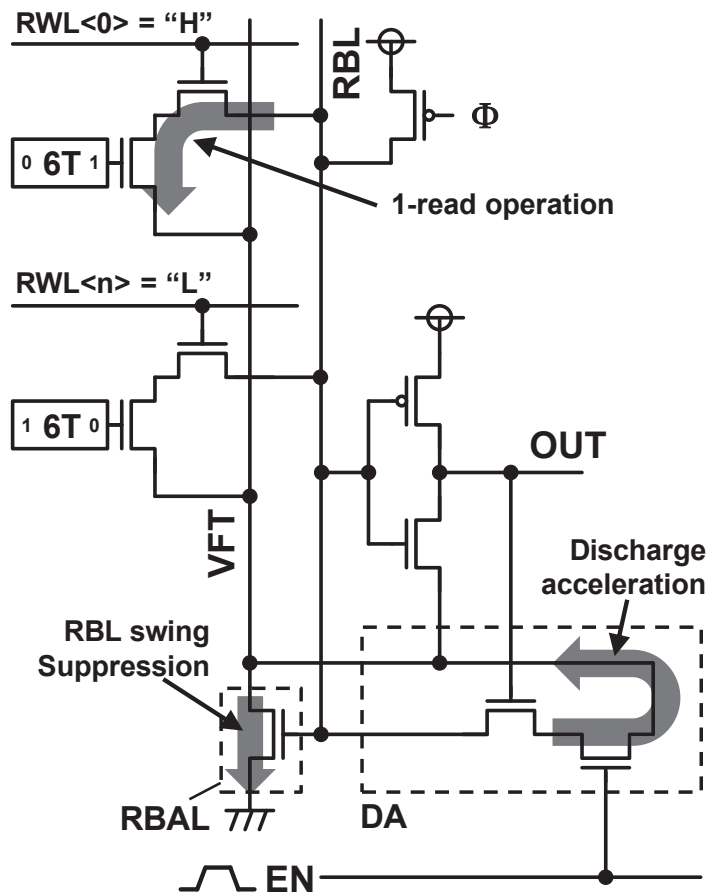 RWL<0> = “H”
RBL
Φ
0 6T 1
1-read operation
RWL<n> = “L”
1 6T 0
OUT
VFT
Discharge
acceleration
RBL swing
Suppression
RBAL
DA
EN